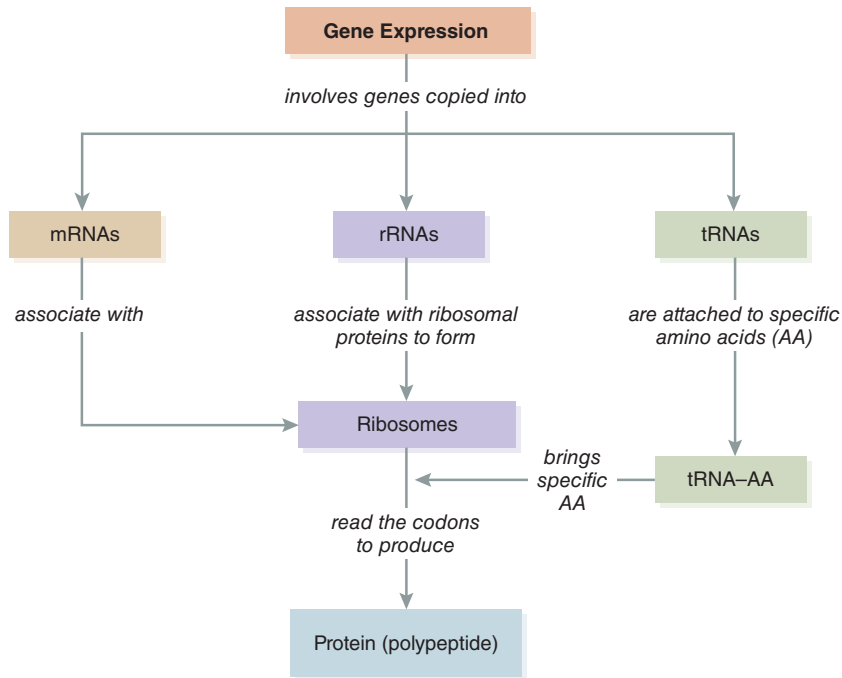 Gene Expression
involves genes copied into
mRNAs
rRNAs
tRNAs
associate with
associate with ribosomal
proteins to form
are attached to specific
amino acids (AA)
Ribosomes
brings
specific
AA
tRNA–AA
read the codons
to produce
Protein (polypeptide)